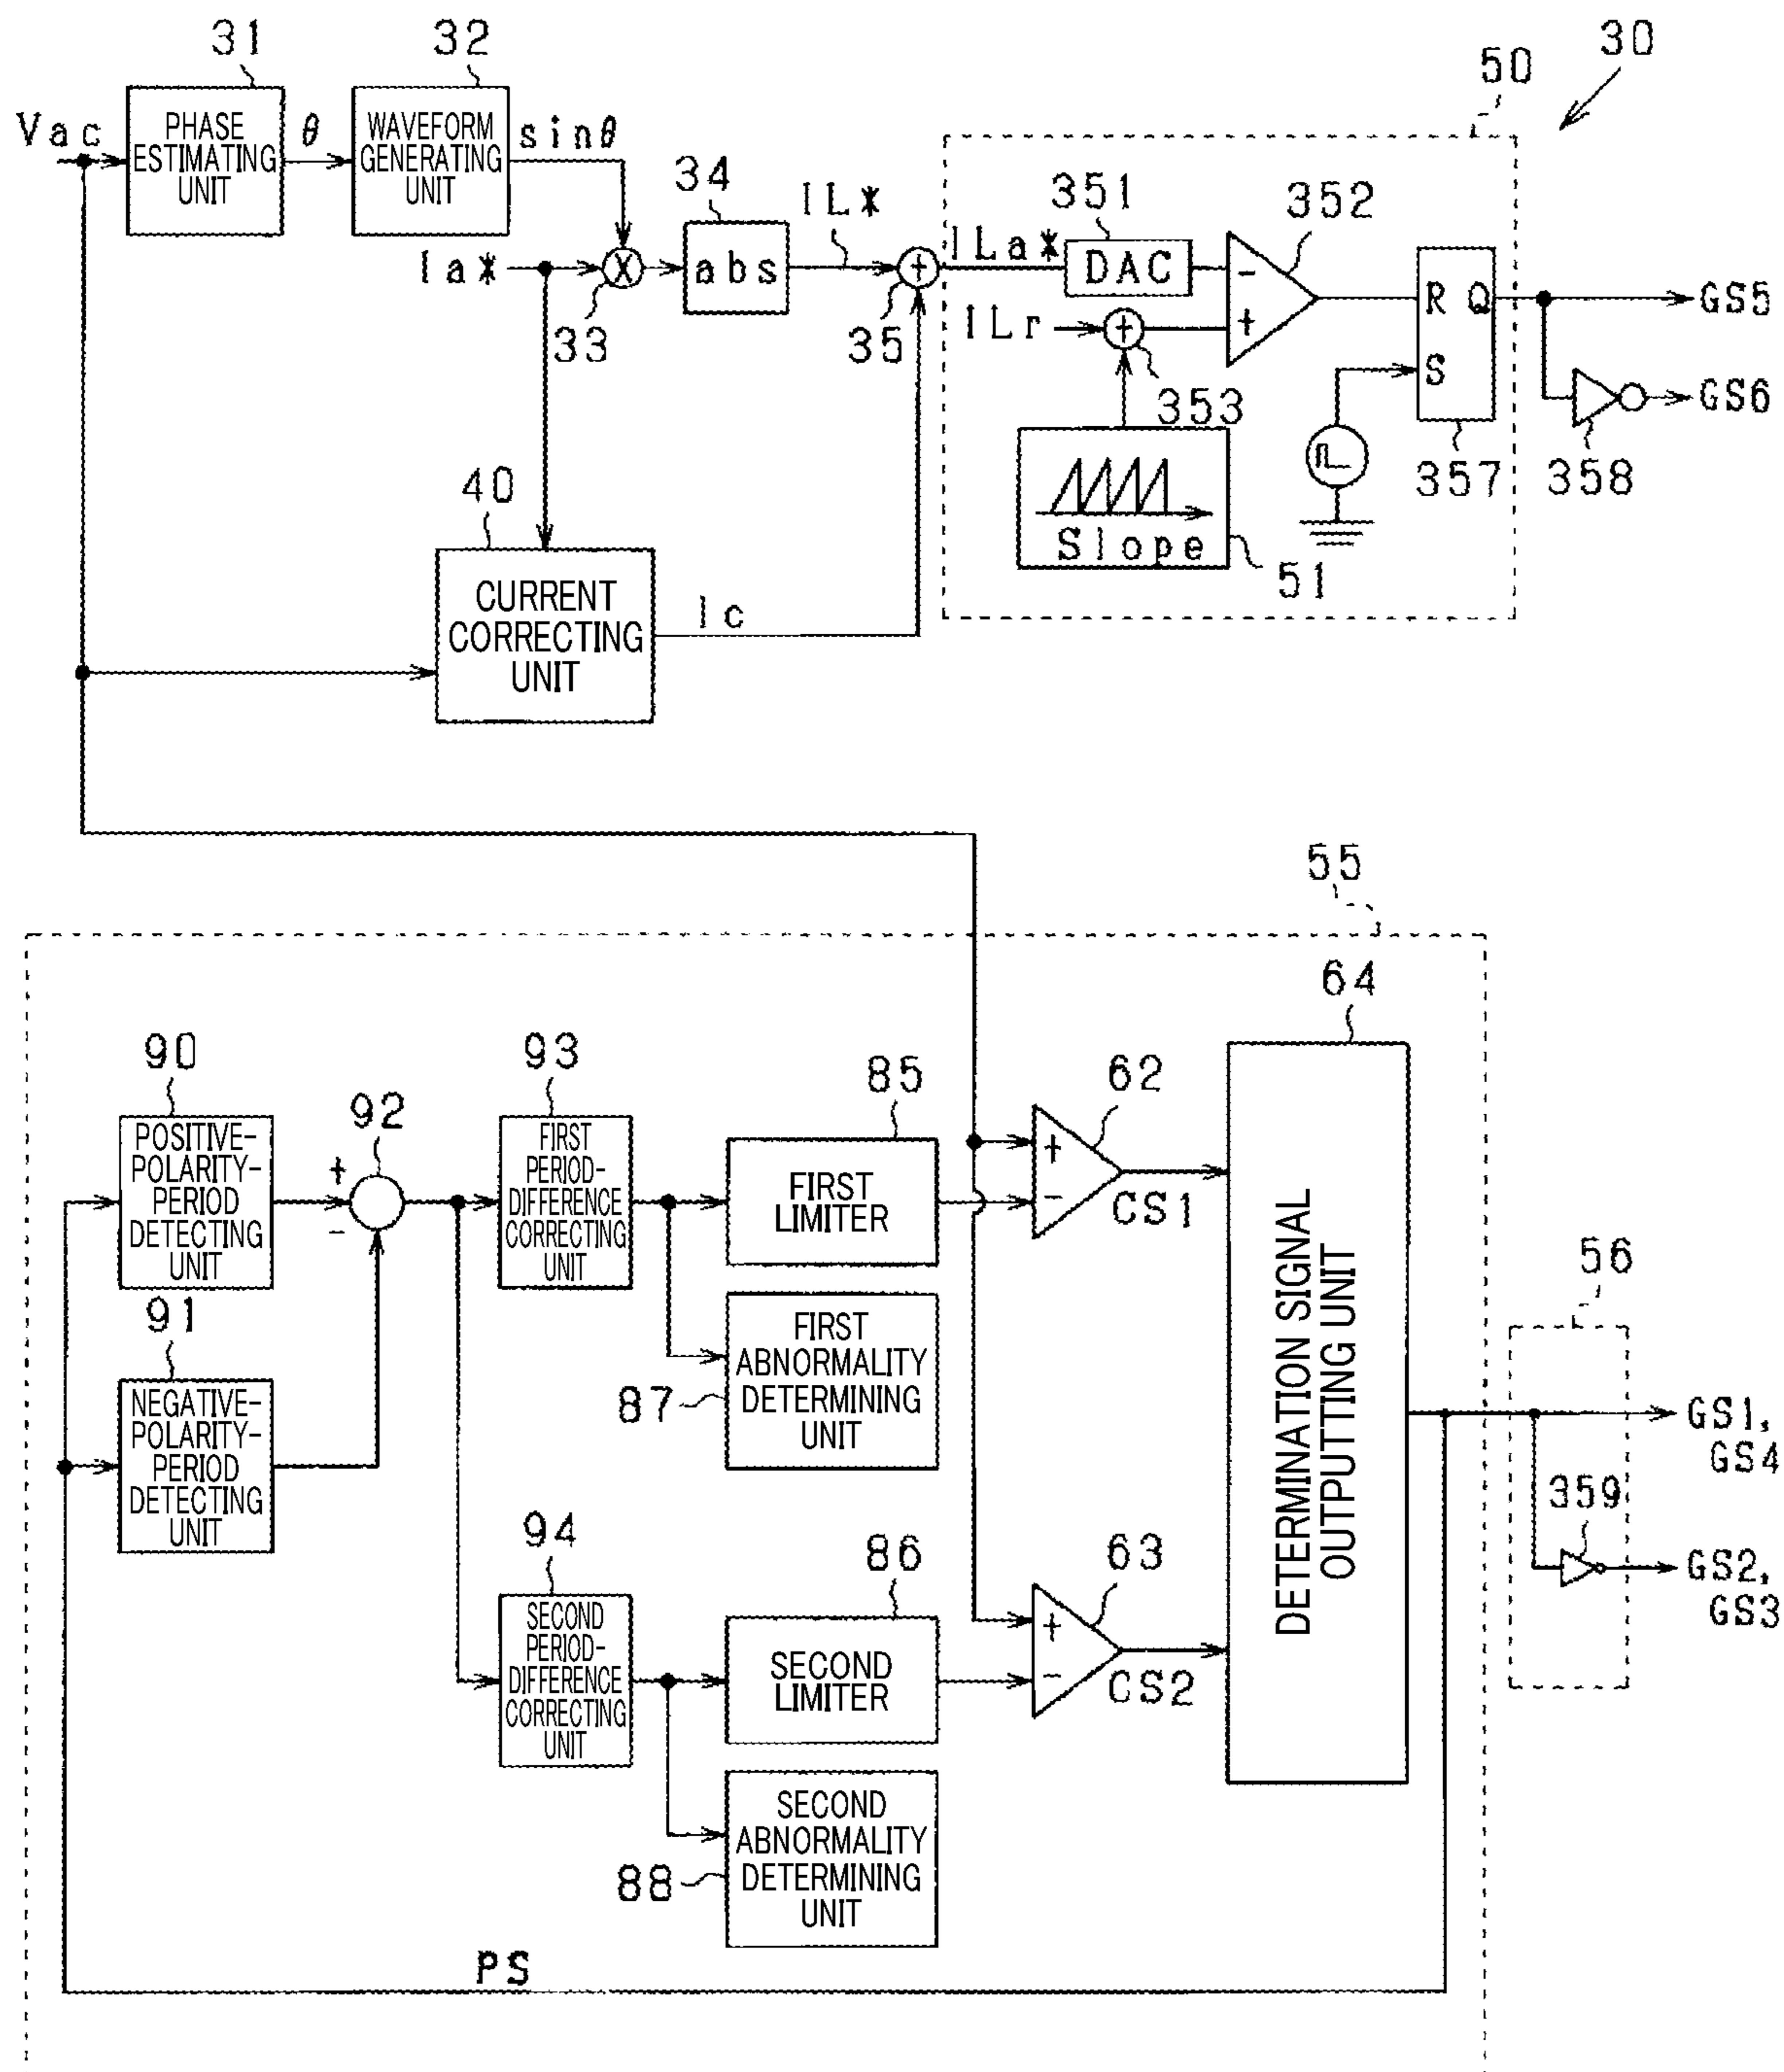 31
32
30
50
Vac
PHASE
ESTIMATING
UNIT
θ
WAVEFORM
GENERATING
UNIT
sinθ
34
IL*
351
352
Ia*
33
abs
+
35
ILa*
DAC
-
+
ILr
+
353
R Q
S
GS5
GS6
357
358
Slope
51
40
CURRENT
CORRECTING
UNIT
Ic
55
64
90
POSITIVE-
POLARITY-
PERIOD
DETECTING
UNIT
92
+
-
93
FIRST
PERIOD-
DIFFERENCE
CORRECTING
UNIT
85
FIRST
LIMITER
62
+
-
CS1
91
NEGATIVE-
POLARITY-
PERIOD
DETECTING
UNIT
87
FIRST
ABNORMALITY
DETERMINING
UNIT
DETERMINATION SIGNAL
OUTPUTTING UNIT
56
GS1,
GS4
359
GS2,
GS3
94
SECOND
PERIOD-
DIFFERENCE
CORRECTING
UNIT
86
SECOND
LIMITER
63
+
-
CS2
88
SECOND
ABNORMALITY
DETERMINING
UNIT
PS